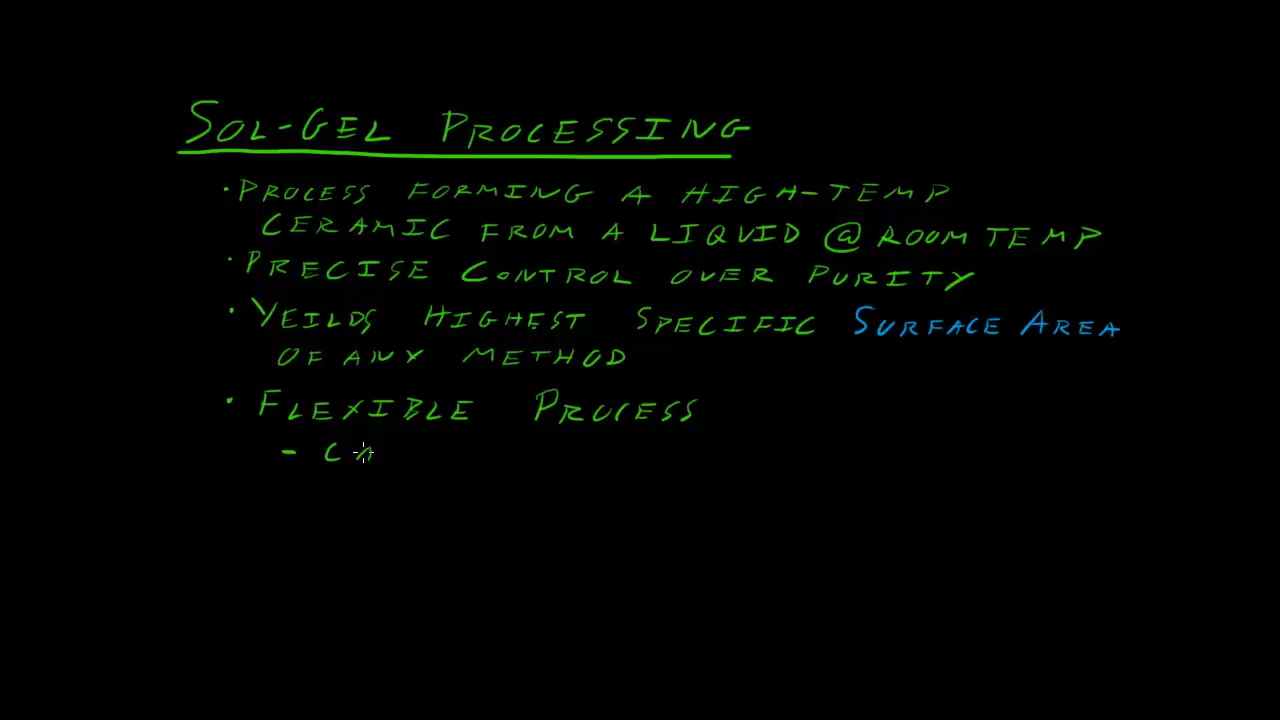 SOL-GEL PROCESSING
• PROCESS FORMING A HIGH-TEMP
CERAMIC FROM A LIQUID @ ROOM TEMP
• PRECISE CONTROL OVER PURITY
• YEILDS HIGHEST SPECIFIC SURFACE AREA
OF ANY METHOD
• FLEXIBLE PROCESS
- CA